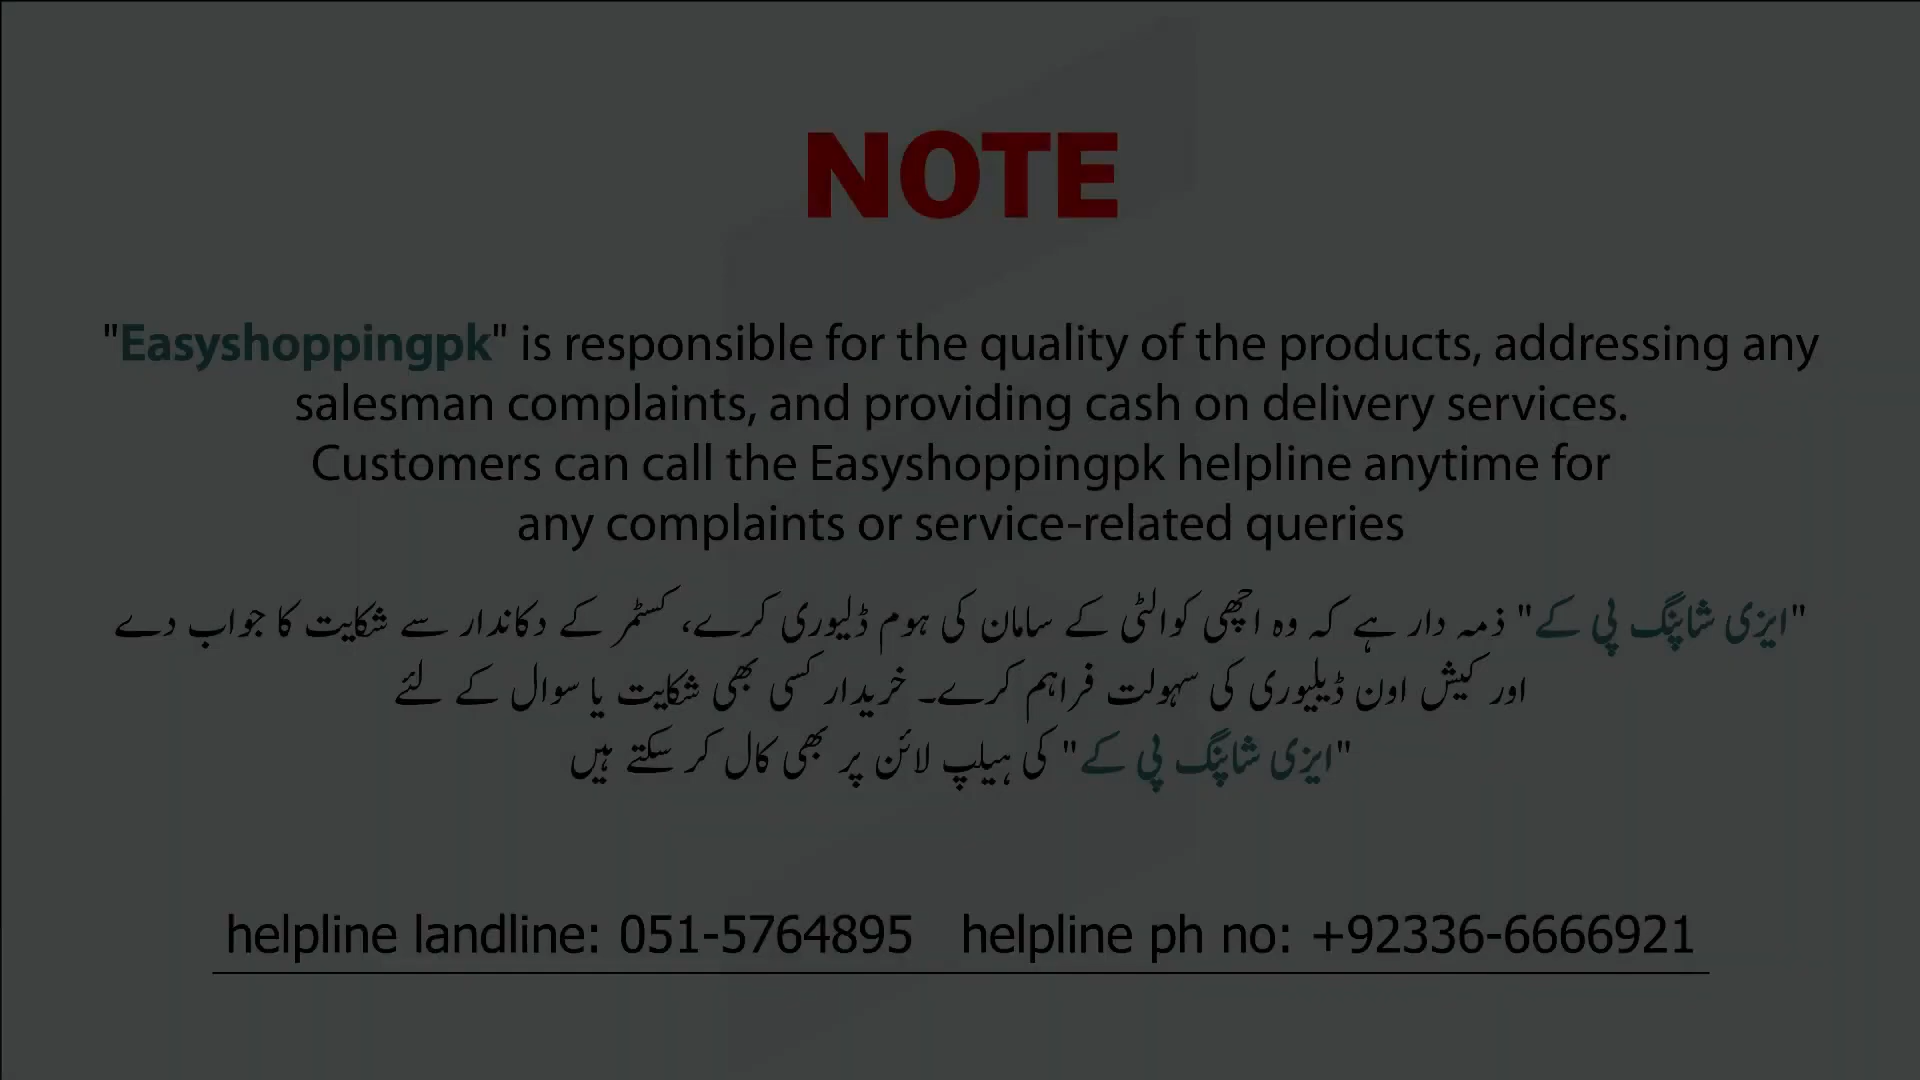 NOTE
"Easyshoppingpk" is responsible for the quality of the products, addressing any
salesman complaints, and providing cash on delivery services.
Customers can call the Easyshoppingpk helpline anytime for
any complaints or service-related queries
"ایزی شاپنگ پی کے" ذمہ دار ہے کہ وہ اچھی کوالٹی کے سامان کی ہوم ڈلیوری کرے، کسٹمر کے دکاندار سے شکایت کا جواب دے
اور کیش اون ڈیلیوری کی سہولت فراہم کرے۔ خریدار کسی بھی شکایت یا سوال کے لئے
"ایزی شاپنگ پی کے" کی ہیلپ لائن پر بھی کال کر سکتے ہیں
helpline landline: 051-5764895 helpline ph no: +92336-6666921